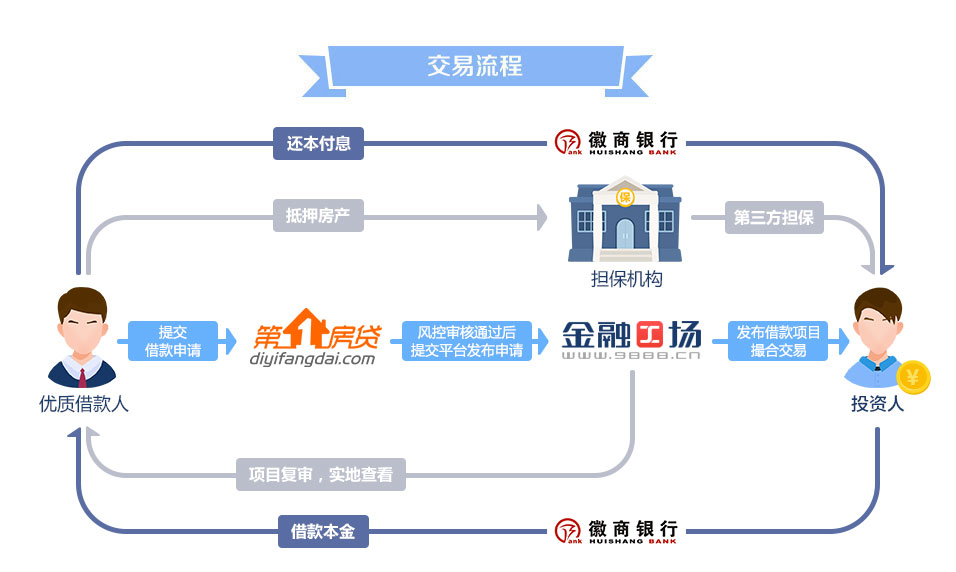 交易流程
还本付息
徽商银行
Bank HUISHANG BANK
抵押房产
保
第三方担保
担保机构
提交
借款申请
第1房贷
diyifangdai.com
风控审核通过后
提交平台发布申请
金融工场
www.9888.cn
发布借款项目
撮合交易
¥
优质借款人
投资人
项目复审，实地查看
借款本金
徽商银行
Bank HUISHANG BANK